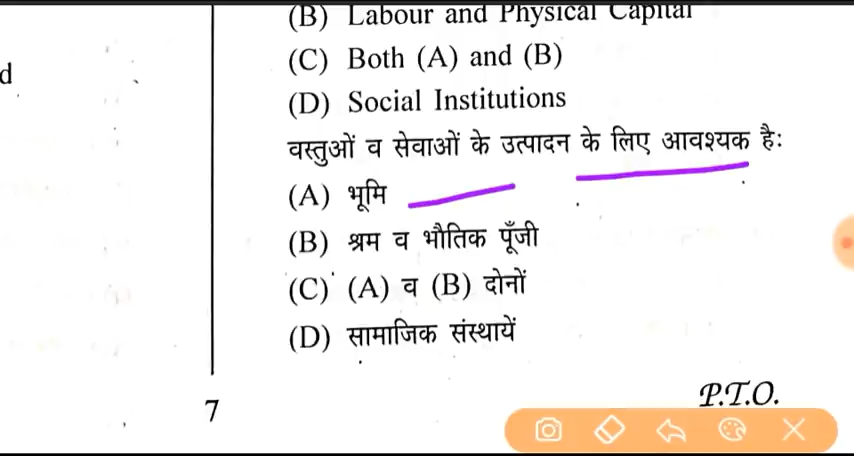 (B) Labour and Physical Capital
(C) Both (A) and (B)
d
(D) Social Institutions
वस्तुओं व सेवाओं के उत्पादन के लिए आवश्यक है:
(A) भूमि
(B) श्रम व भौतिक पूँजी
(C) (A) व (B) दोनों
(D) सामाजिक संस्थायें
7
P.T.O.